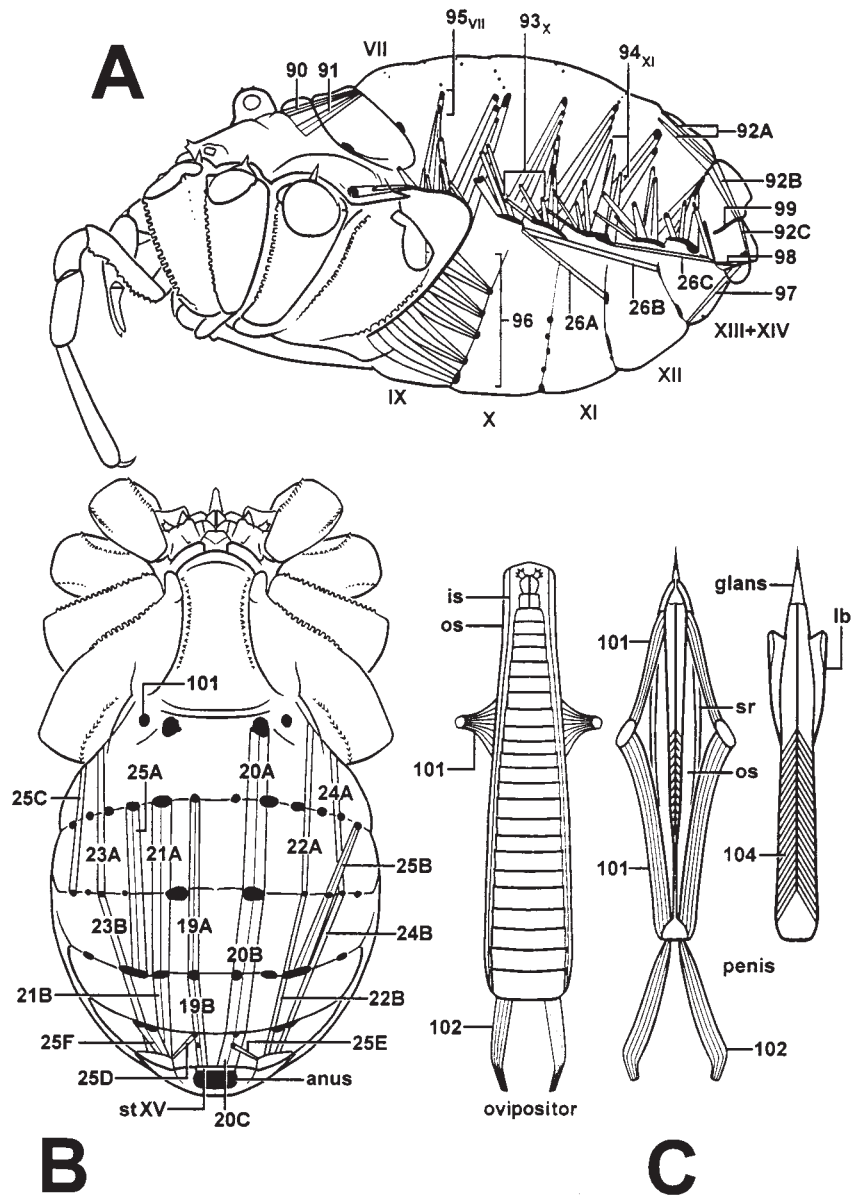 A
95VII
93X
VII
94XI
90
91
92A
92B
99
92C
98
97
26C
26B
26A
96
XIII+XIV
XII
XI
X
IX
B
101
25A
20A
25C
24A
23A
21A
22A
25B
23B
19A
24B
20B
21B
19B
22B
25F
25E
25D
anus
stXV
20C
C
is
os
101
102
ovipositor
glans
lb
101
sr
os
101
104
penis
102